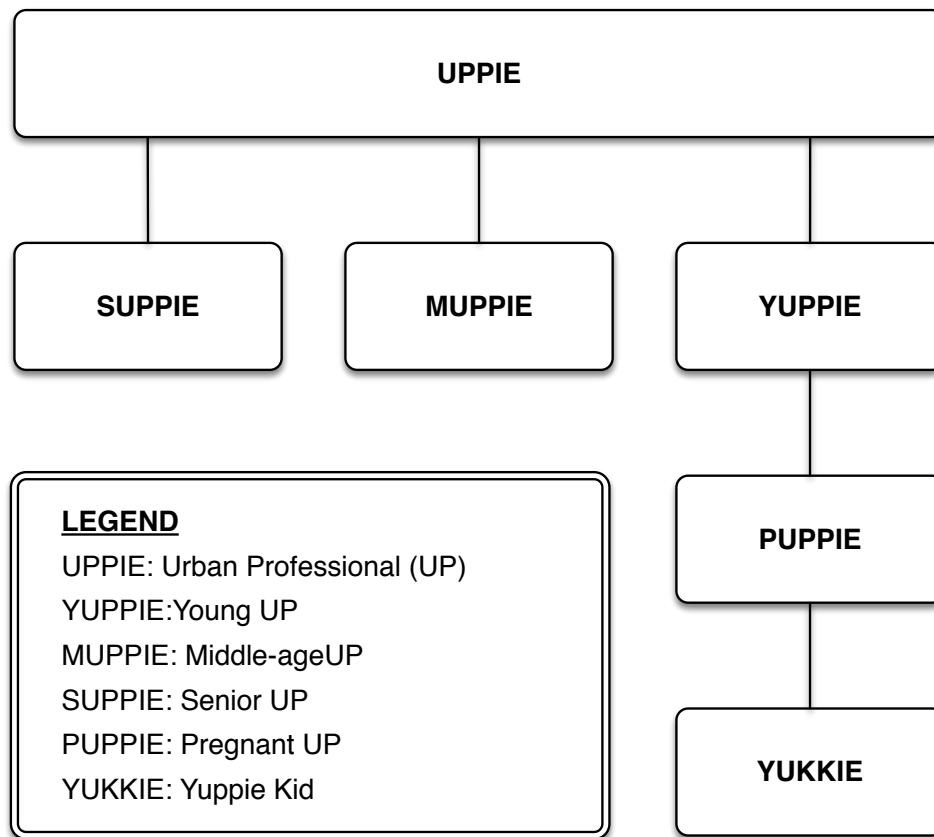 UPPIE
SUPPIE
MUPPIE
YUPPIE
PUPPIE
YUKKIE
LEGEND
UPPIE: Urban Professional (UP)
YUPPIE:Young UP
MUPPIE: Middle-ageUP
SUPPIE: Senior UP
PUPPIE: Pregnant UP
YUKKIE: Yuppie Kid